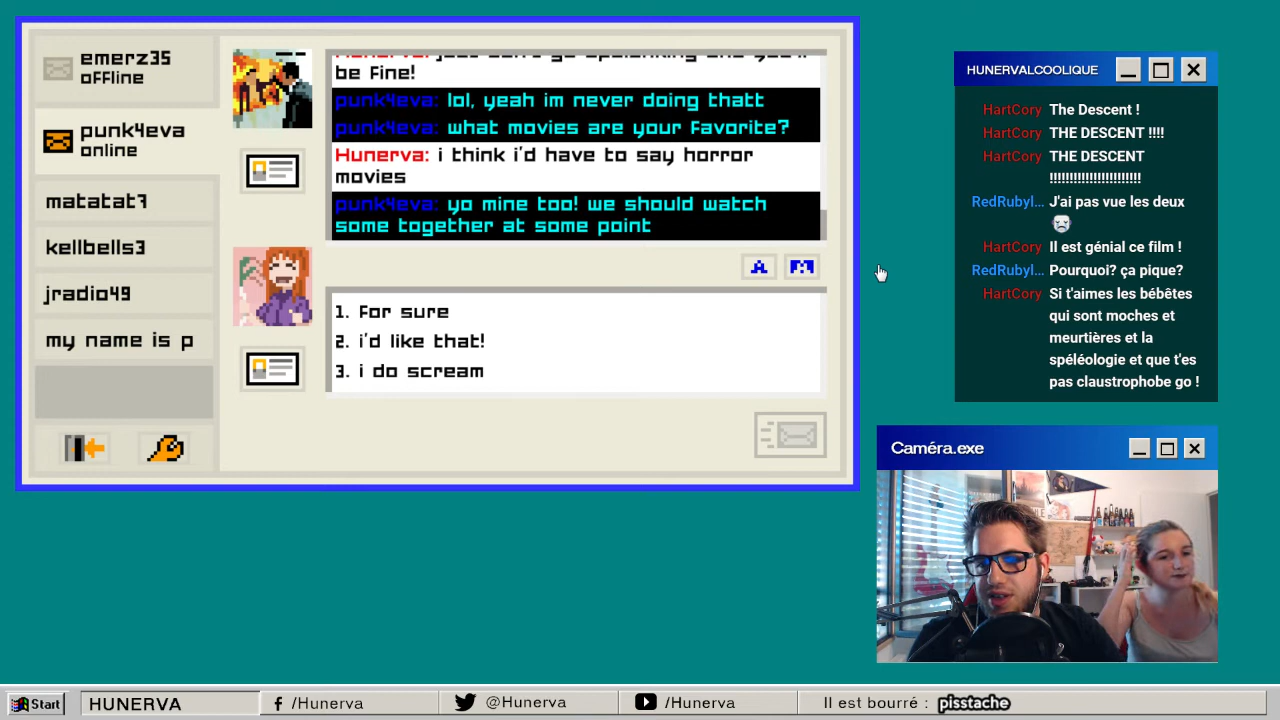 emerz35
offline
punk4eva
online
matatat7
kellbells3
jradio49
my name is p
be fine!
punk4eva: lol, yeah im never doing thatt
punk4eva: what movies are your favorite?
Hunerva: i think i'd have to say horror
movies
punk4eva: yo mine too! we should watch
some together at some point
A
1. for sure
2. i'd like that!
3. i do scream
HUNERVALCOOLIQUE
HartCory The Descent !
HartCory THE DESCENT !!!!
HartCory THE DESCENT
!!!!!!!!!!!!!!!!!!!!!!!
RedRubyl... J'ai pas vue les deux
HartCory Il est génial ce film !
RedRubyl... Pourquoi? ça pique?
HartCory Si t'aimes les bébêtes
qui sont moches et
meurtières et la
spéléologie et que t'es
pas claustrophobe go !
Caméra.exe
Start
HUNERVA
/Hunerva
@Hunerva
/Hunerva
Il est bourré : pisstache